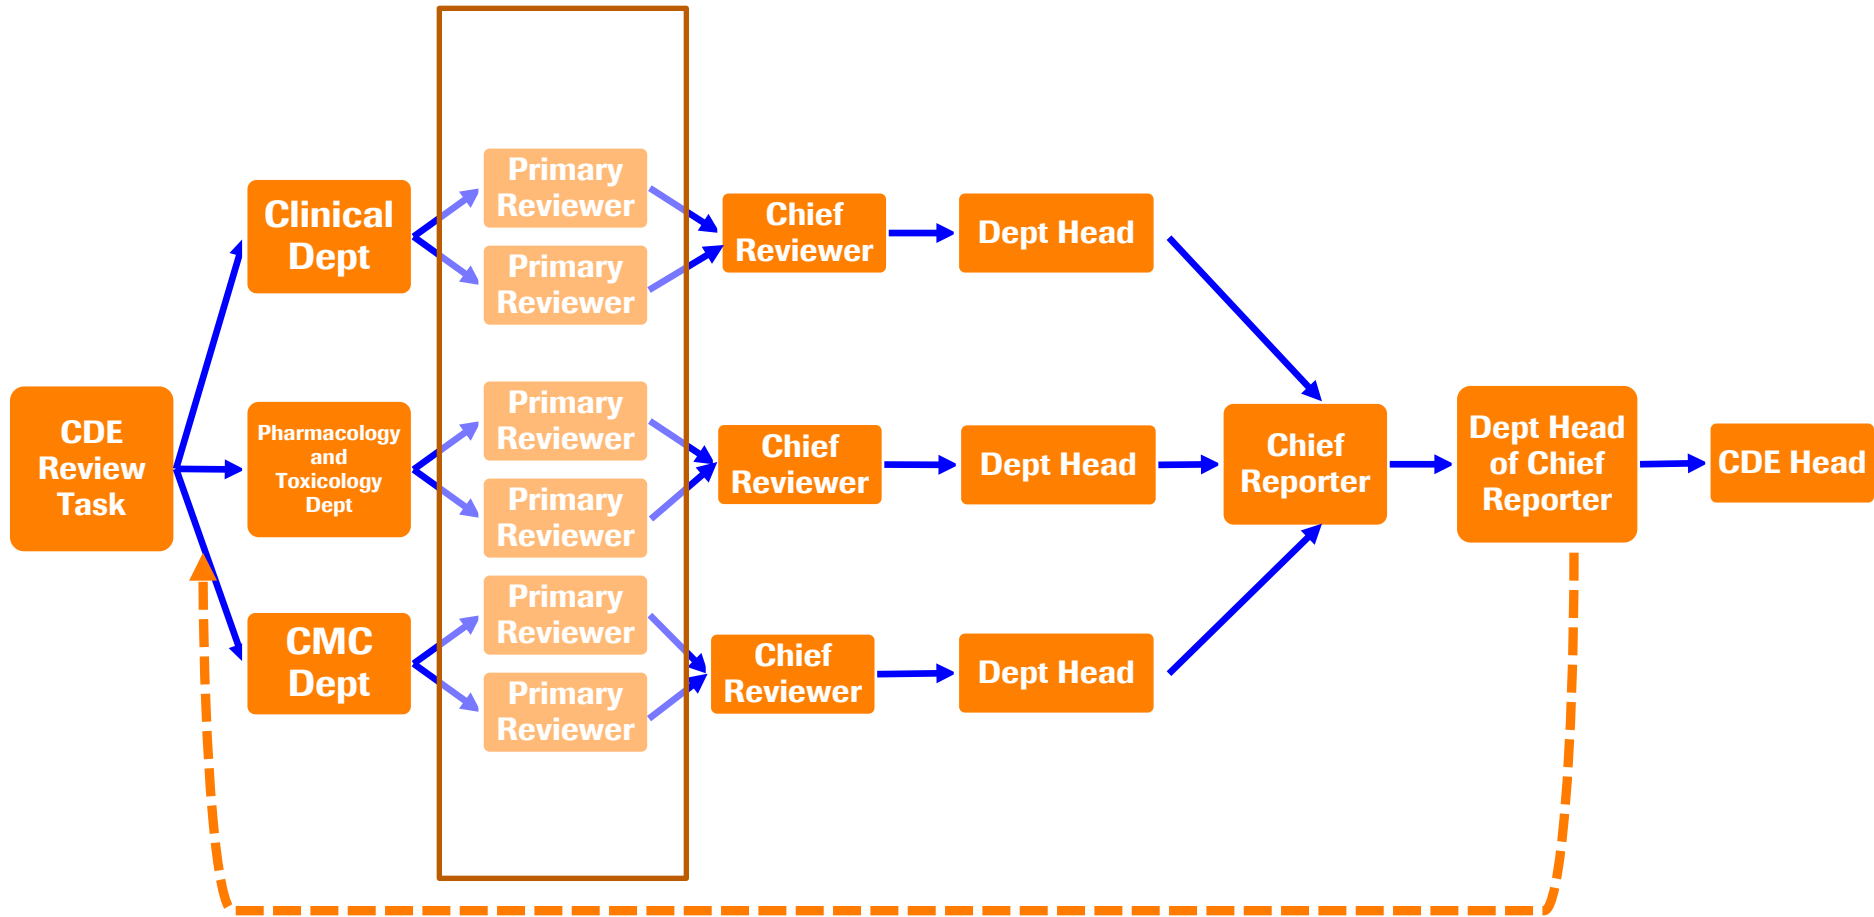 CDE
Review
Task
Clinical
Dept
Pharmacology
and
Toxicology
Dept
CMC
Dept
Primary
Reviewer
Primary
Reviewer
Primary
Reviewer
Primary
Reviewer
Primary
Reviewer
Primary
Reviewer
Chief
Reviewer
Chief
Reviewer
Chief
Reviewer
Dept Head
Dept Head
Dept Head
Chief
Reporter
Dept Head
of Chief
Reporter
CDE Head